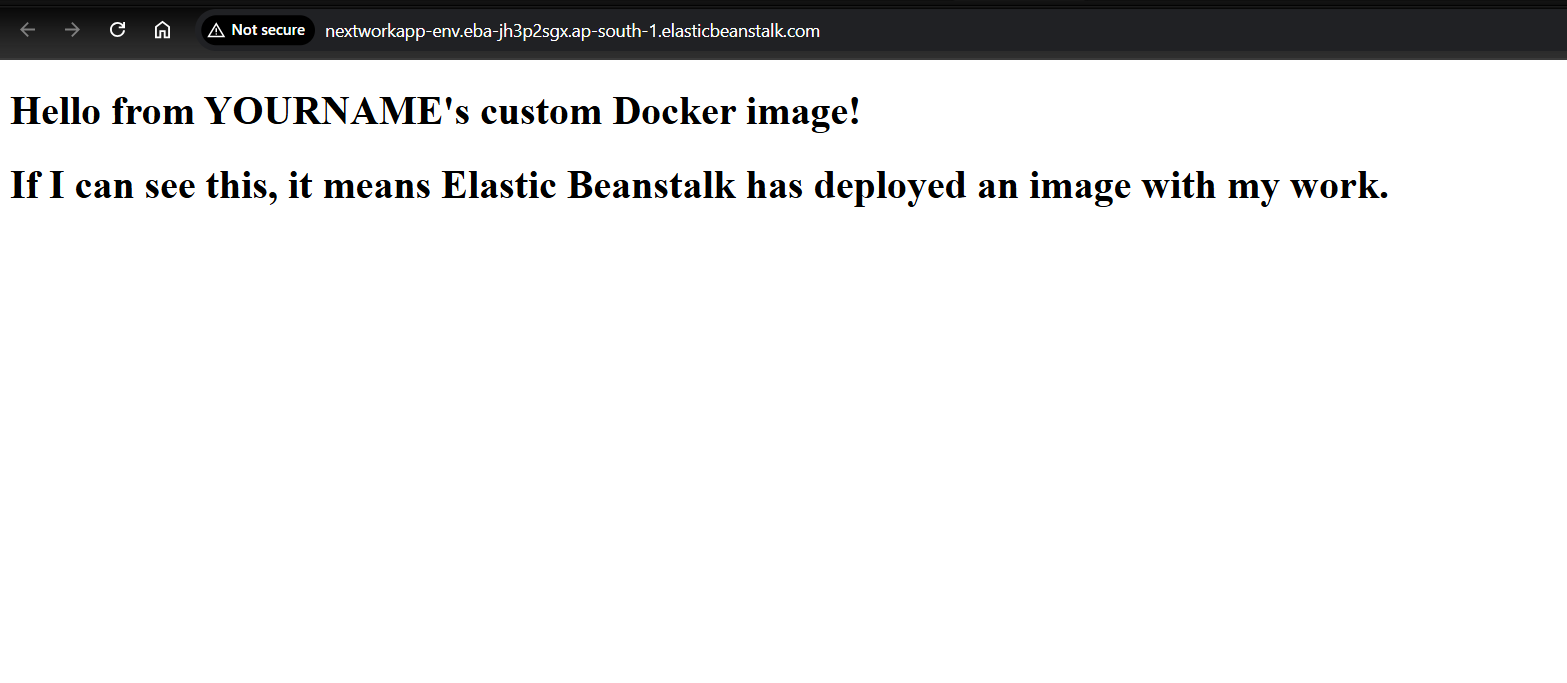 Not secure nextworkapp-env.eba-jh3p2sgx.ap-south-1.elasticbeanstalk.com
Hello from YOURNAME's custom Docker image!
If I can see this, it means Elastic Beanstalk has deployed an image with my work.